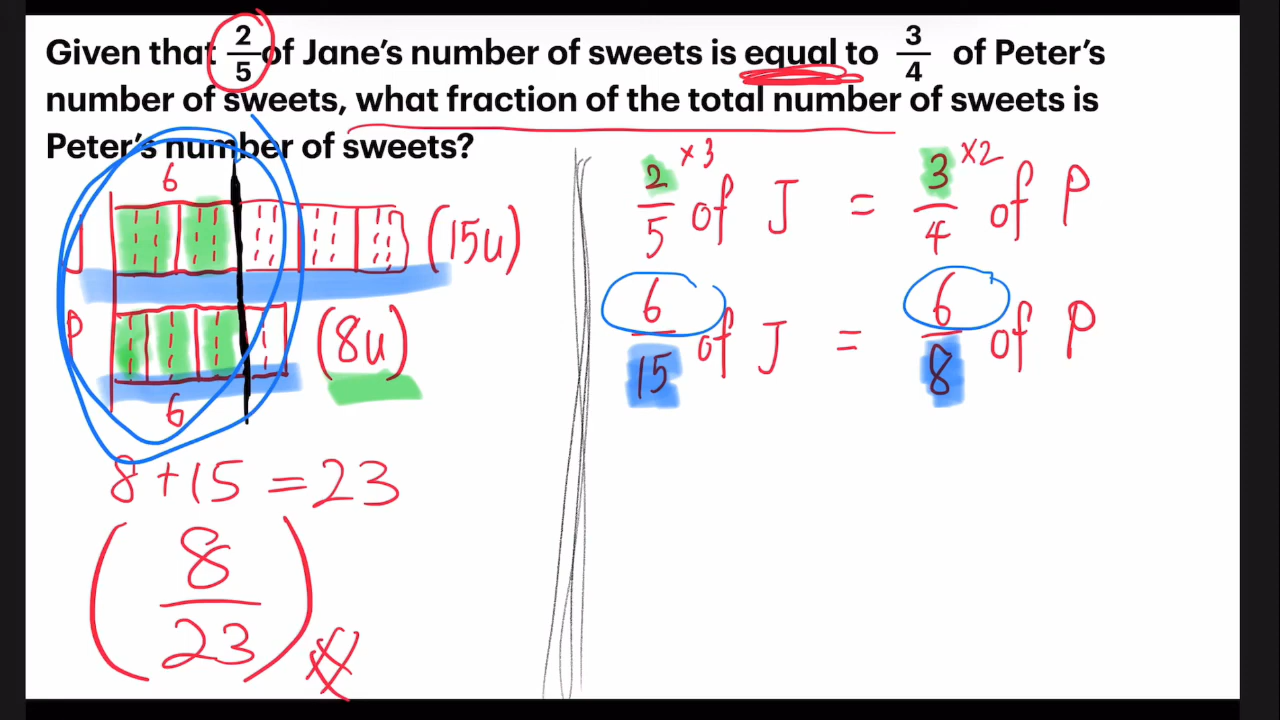 Given that 2/5 of Jane's number of sweets is equal to 3/4 of Peter's
number of sweets, what fraction of the total number of sweets is
Peter's number of sweets?
6
J (15u)
P (8u)
6
8+15 = 23
(8/23)
2/5 ×3 of J = 3/4 ×2 of P
6/15 of J = 6/8 of P